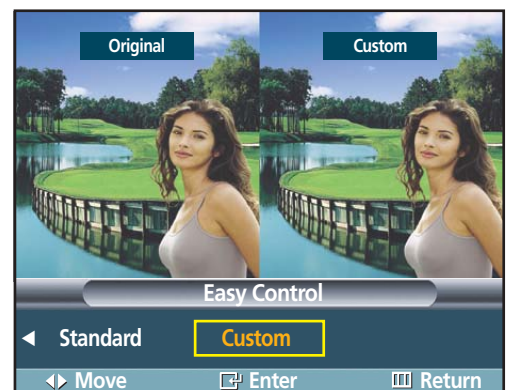 Original Custom
Easy Control
◀ Standard Custom
Move Enter Return